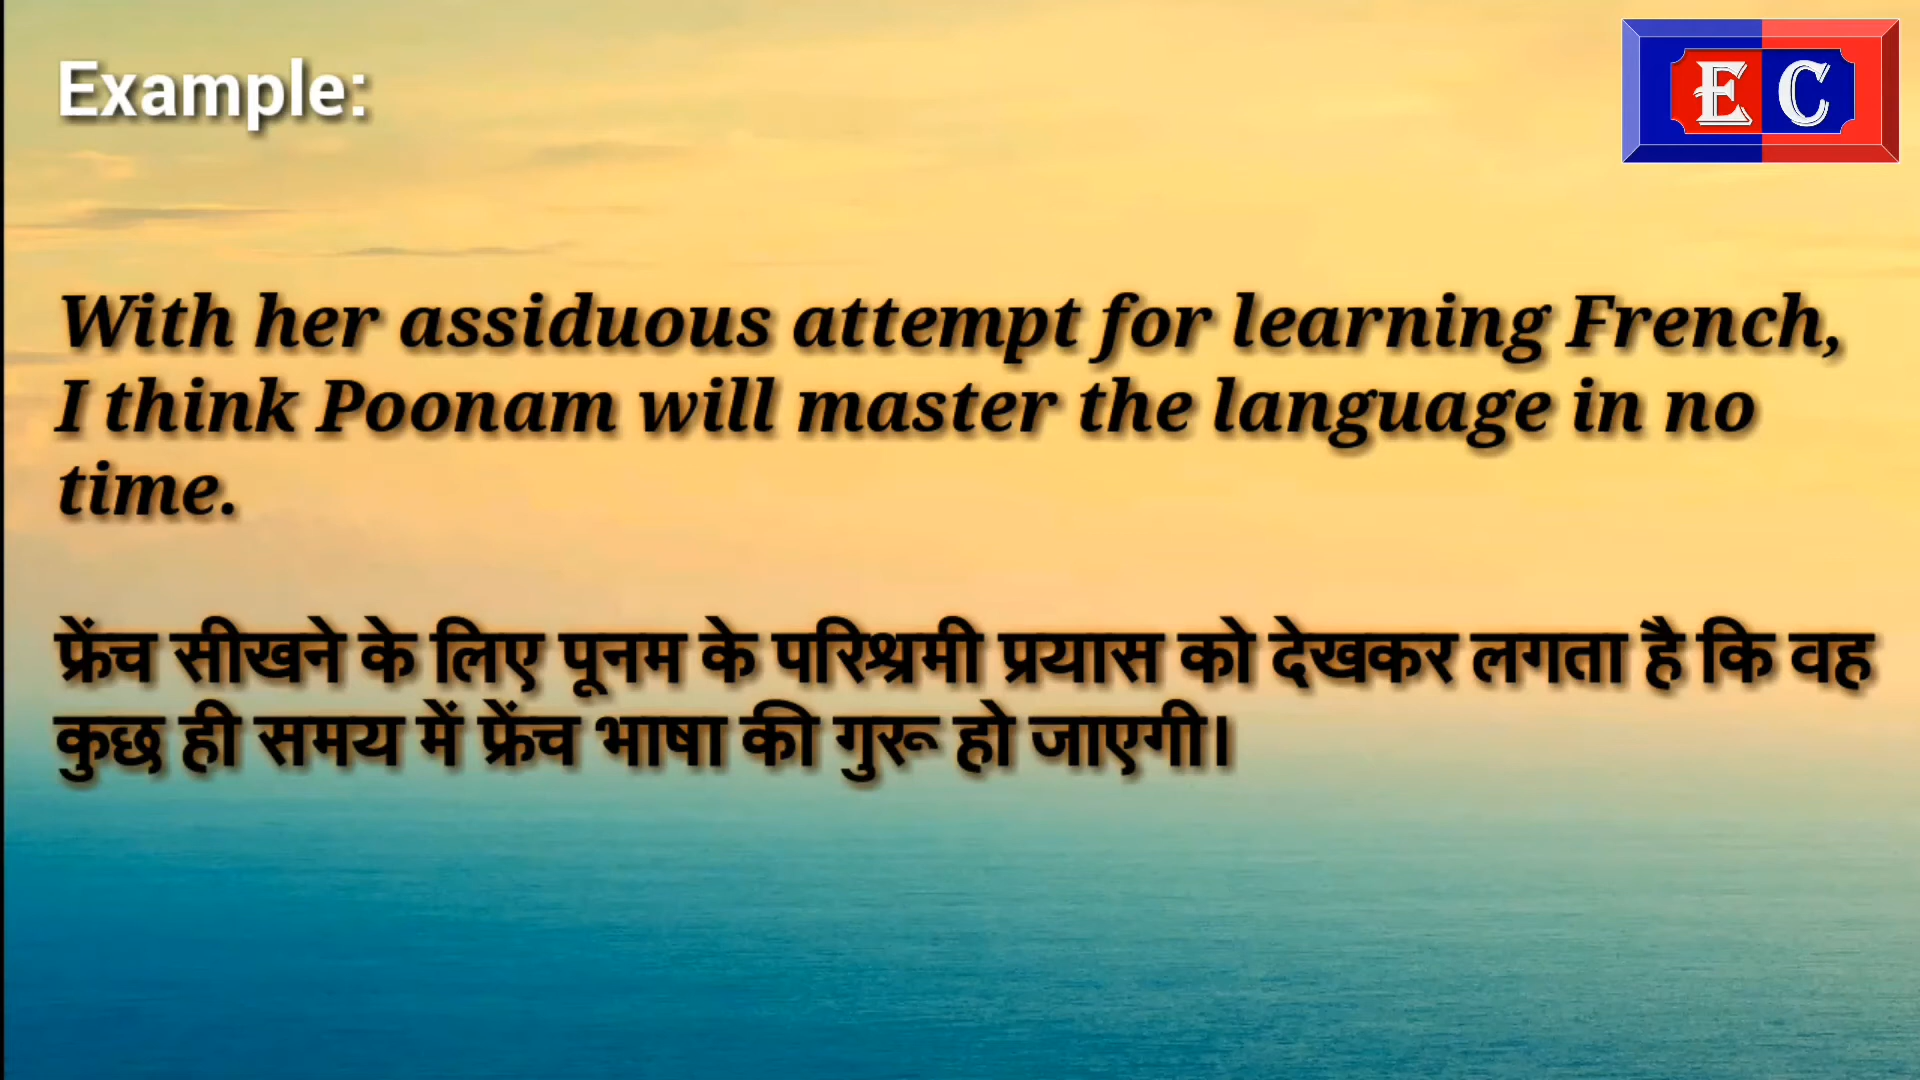 Example:
EC
With her assiduous attempt for learning French,
I think Poonam will master the language in no
time.
फ्रेंच सीखने के लिए पूनम के परिश्रमी प्रयास को देखकर लगता है कि वह
कुछ ही समय में फ्रेंच भाषा की गुरू हो जाएगी।